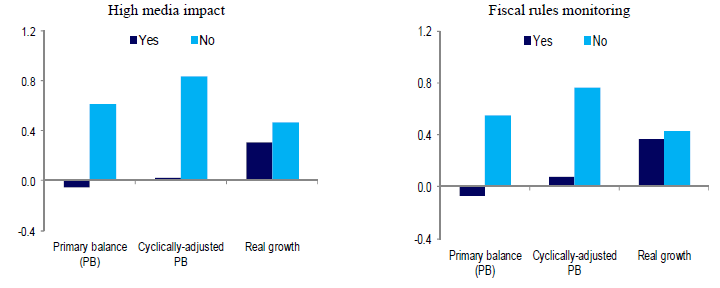 High media impact
1.2
Yes No
0.8
0.4
0.0
-0.4
Primary balance Cyclically-adjusted Real growth
(PB) PB
Fiscal rules monitoring
1.2
Yes No
0.8
0.4
0.0
-0.4
Primary balance Cyclically-adjusted Real growth
(PB) PB